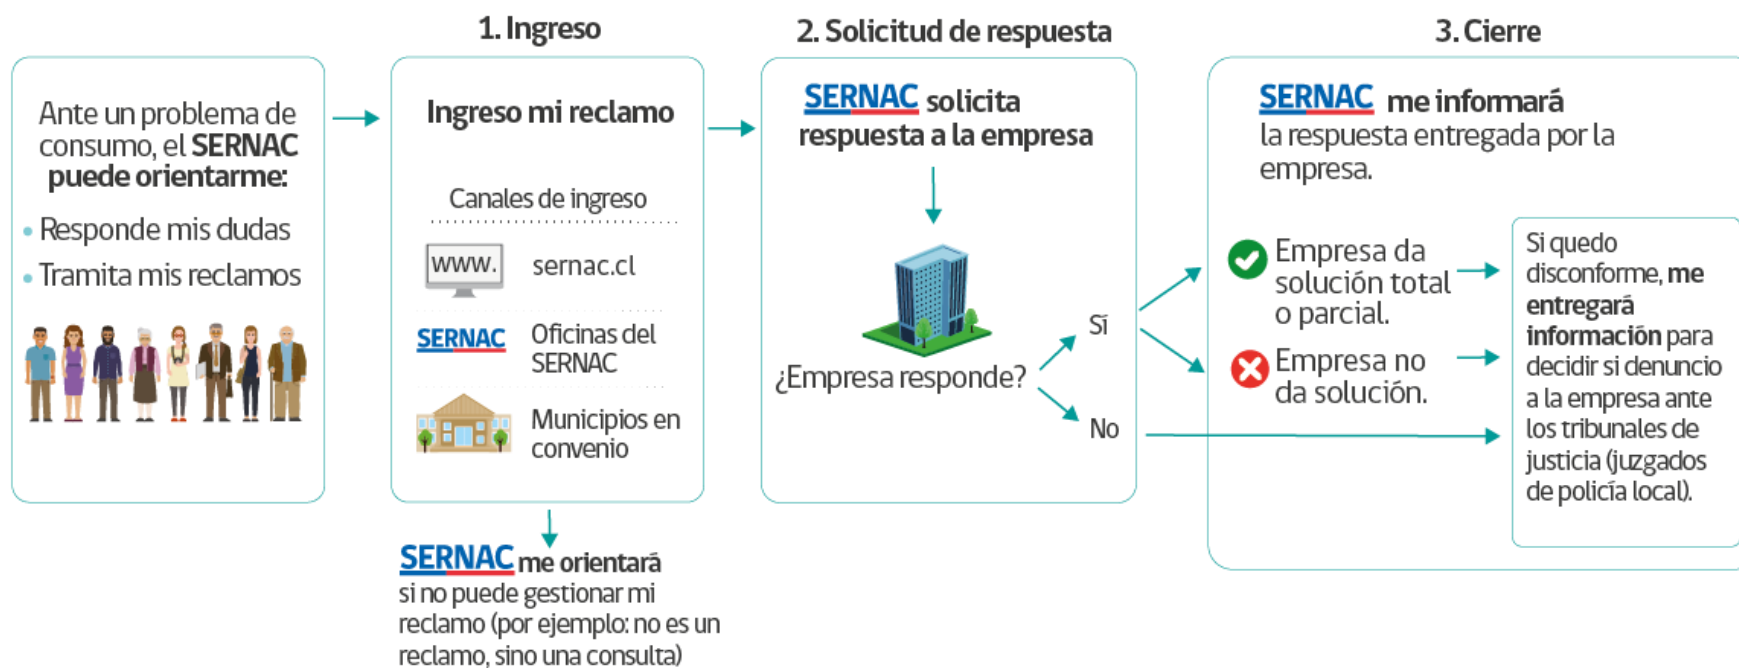 Ante un problema de
consumo, el SERNAC
puede orientarme:
• Responde mis dudas
• Tramita mis reclamos
1. Ingreso
Ingreso mi reclamo
Canales de ingreso
www.
sernac.cl
SERNAC
Oficinas del
SERNAC
Municipios en
convenio
SERNAC me orientará
si no puede gestionar mi
reclamo (por ejemplo: no es un
reclamo, sino una consulta)
2. Solicitud de respuesta
SERNAC solicita
respuesta a la empresa
¿Empresa responde?
Sí
No
3. Cierre
SERNAC me informará
la respuesta entregada por la
empresa.
Empresa da
solución total
o parcial.
Empresa no
da solución.
Si quedo
disconforme, me
entregará
información para
decidir si denuncio
a la empresa ante
los tribunales de
justicia (juzgados
de policía local).